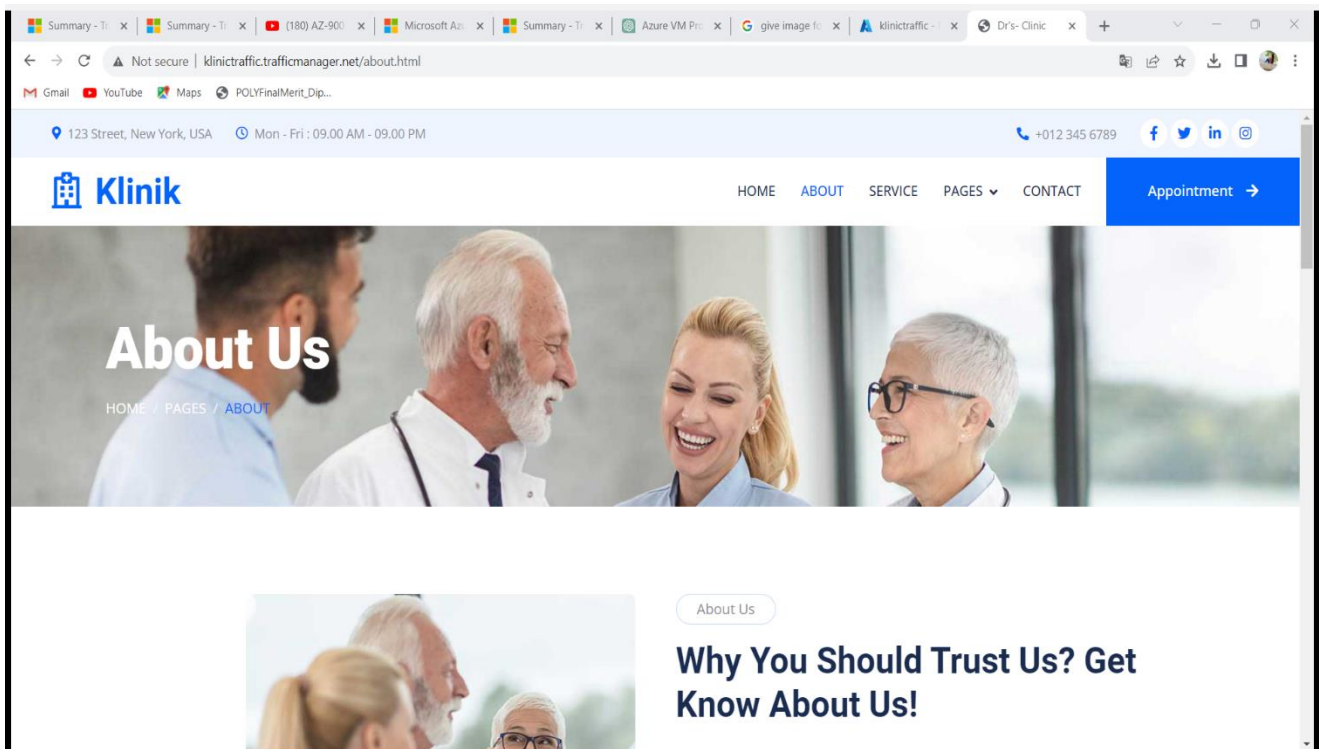 Summary - Ti
Summary - Tr
(180) AZ-900
Microsoft Az
Summary - Ti
Azure VM Pro
give image fo
klinictraffic -
Dr's- Clinic
Not secure | klinictraffic.trafficmanager.net/about.html
Gmail YouTube Maps POLYFinalMerit_Dip...
123 Street, New York, USA Mon - Fri : 09.00 AM - 09.00 PM +012 345 6789
Klinik HOME ABOUT SERVICE PAGES CONTACT Appointment
About Us
HOME / PAGES / ABOUT
About Us
Why You Should Trust Us? Get
Know About Us!